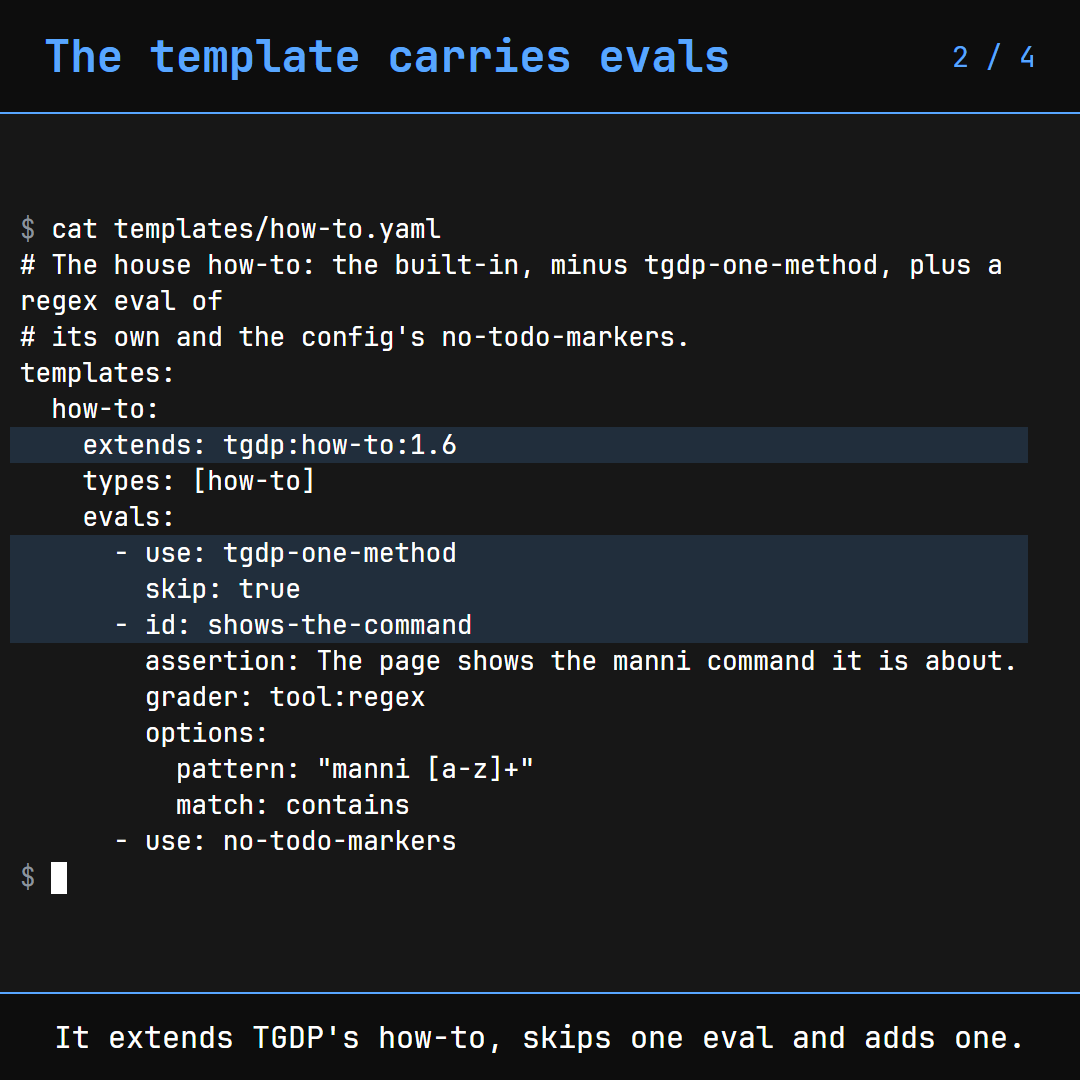 The template carries evals
2 / 4
$ cat templates/how-to.yaml
# The house how-to: the built-in, minus tgdp-one-method, plus a
regex eval of
# its own and the config's no-todo-markers.
templates:
  how-to:
    extends: tgdp:how-to:1.6
    types: [how-to]
    evals:
      - use: tgdp-one-method
        skip: true
      - id: shows-the-command
        assertion: The page shows the manni command it is about.
        grader: tool:regex
        options:
          pattern: "manni [a-z]+"
          match: contains
      - use: no-todo-markers
$
It extends TGDP's how-to, skips one eval and adds one.